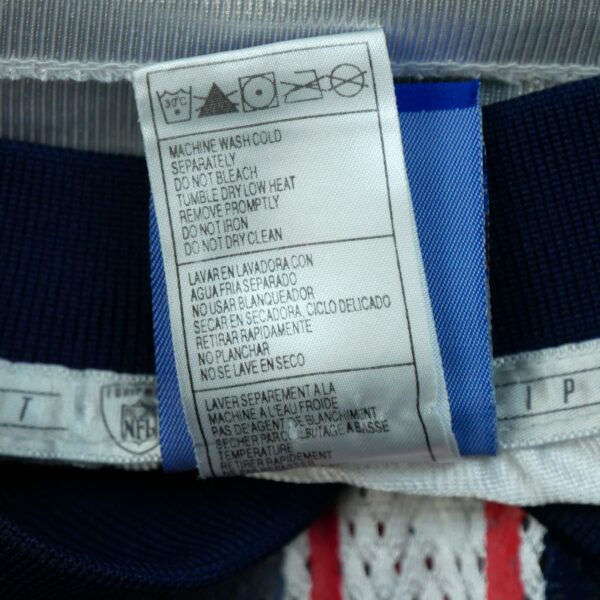 30°C
MACHINE WASH COLD
SEPARATELY
DO NOT BLEACH
TUMBLE DRY LOW HEAT
REMOVE PROMPTLY
DO NOT IRON
DO NOT DRY CLEAN
LAVAR EN LAVADORA CON
AGUA FRIA SEPARADO
NO USAR BLANQUEADOR
SECAR EN SECADORA, CICLO DELICADO
RETIRAR RAPIDAMENTE
NO PLANCHAR
NO SE LAVE EN SECO
LAVER SEPAREMENT A LA
MACHINE A L'EAU FROIDE
PAS DE'AGENT DE BLANCHIMENT
SECHER PAR CULBUTAGE A BASSE
TEMPERATURE
RETIRER RAPIDEMENT
T
NFL
I P